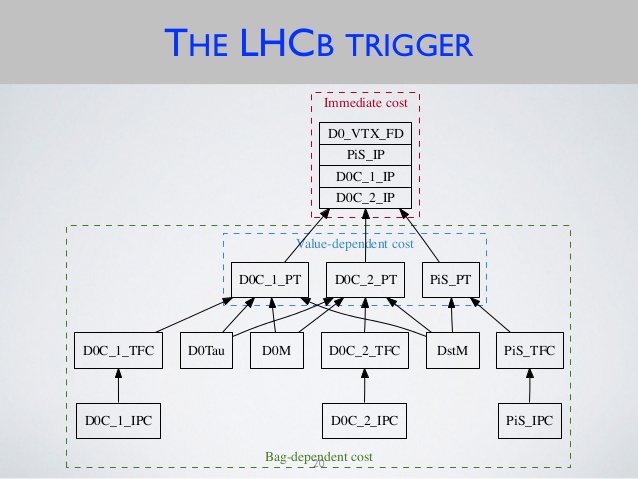 THE LHCB TRIGGER
Immediate cost
D0_VTX_FD
PiS_IP
D0C_1_IP
D0C_2_IP
Value-dependent cost
D0C_1_PT D0C_2_PT PiS_PT
D0C_1_TFC D0Tau D0M D0C_2_TFC DstM PiS_TFC
D0C_1_IPC D0C_2_IPC PiS_IPC
Bag-dependent cost
20